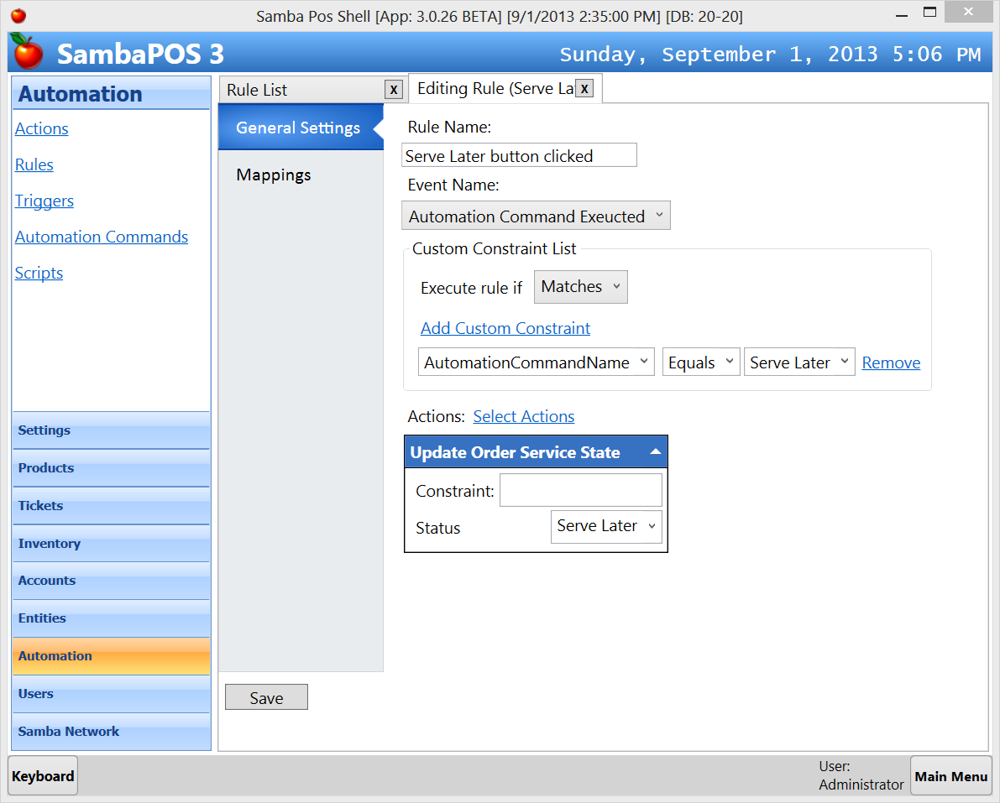 Samba Pos Shell [App: 3.0.26 BETA] [9/1/2013 2:35:00 PM] [DB: 20-20]
SambaPOS 3
Sunday, September 1, 2013 5:06 PM
Automation
Actions
Rules
Triggers
Automation Commands
Scripts
Settings
Products
Tickets
Inventory
Accounts
Entities
Automation
Users
Samba Network
Rule List x
Editing Rule (Serve La x
General Settings
Mappings
Rule Name:
Serve Later button clicked
Event Name:
Automation Command Exeucted
Custom Constraint List
Execute rule if Matches
Add Custom Constraint
AutomationCommandName Equals Serve Later Remove
Actions: Select Actions
Update Order Service State
Constraint:
Status Serve Later
Save
Keyboard
User:
Administrator
Main Menu